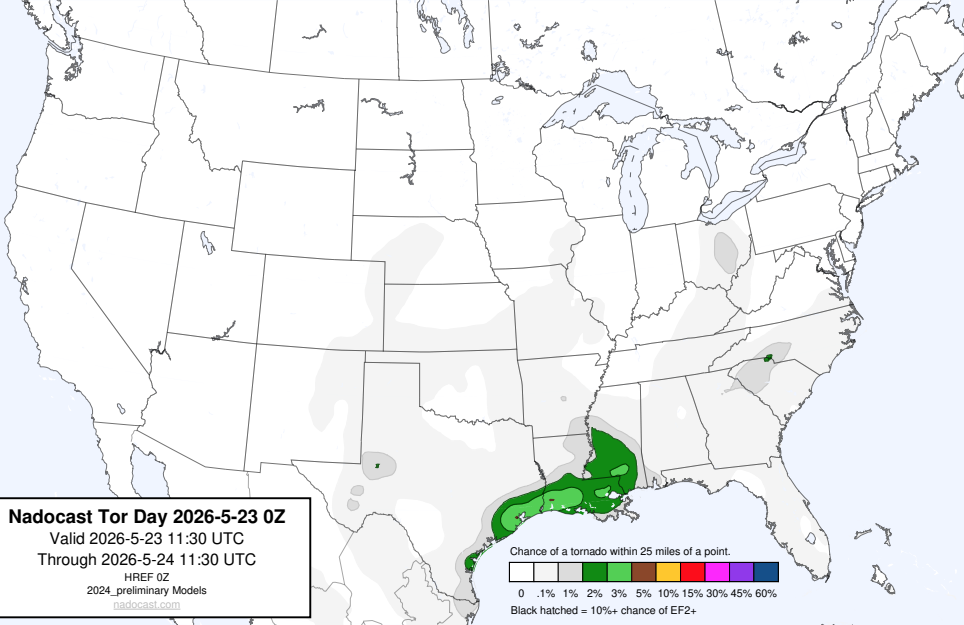 Nadocast Tor Day 2026-5-23 0Z
Valid 2026-5-23 11:30 UTC
Through 2026-5-24 11:30 UTC
HREF 0Z
2024_preliminary Models
nadocast.com
Chance of a tornado within 25 miles of a point.
0 .1% 1% 2% 3% 5% 10% 15% 30% 45% 60%
Black hatched = 10%+ chance of EF2+